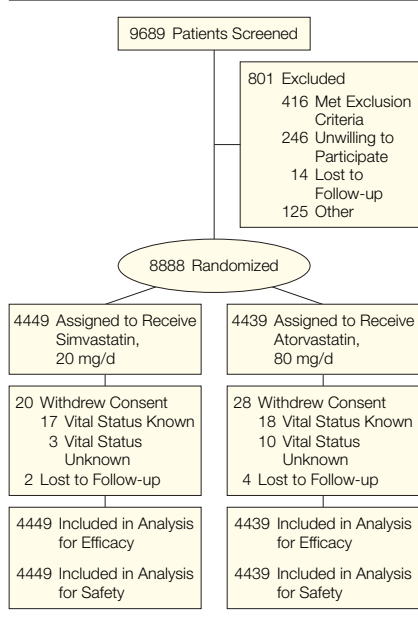 9689 Patients Screened
801 Excluded
416 Met Exclusion
Criteria
246 Unwilling to
Participate
14 Lost to
Follow-up
125 Other
8888 Randomized
4449 Assigned to Receive
Simvastatin,
20 mg/d
20 Withdrew Consent
17 Vital Status Known
3 Vital Status
Unknown
2 Lost to Follow-up
4449 Included in Analysis
for Efficacy
4449 Included in Analysis
for Safety
4439 Assigned to Receive
Atorvastatin,
80 mg/d
28 Withdrew Consent
18 Vital Status Known
10 Vital Status
Unknown
4 Lost to Follow-up
4439 Included in Analysis
for Efficacy
4439 Included in Analysis
for Safety